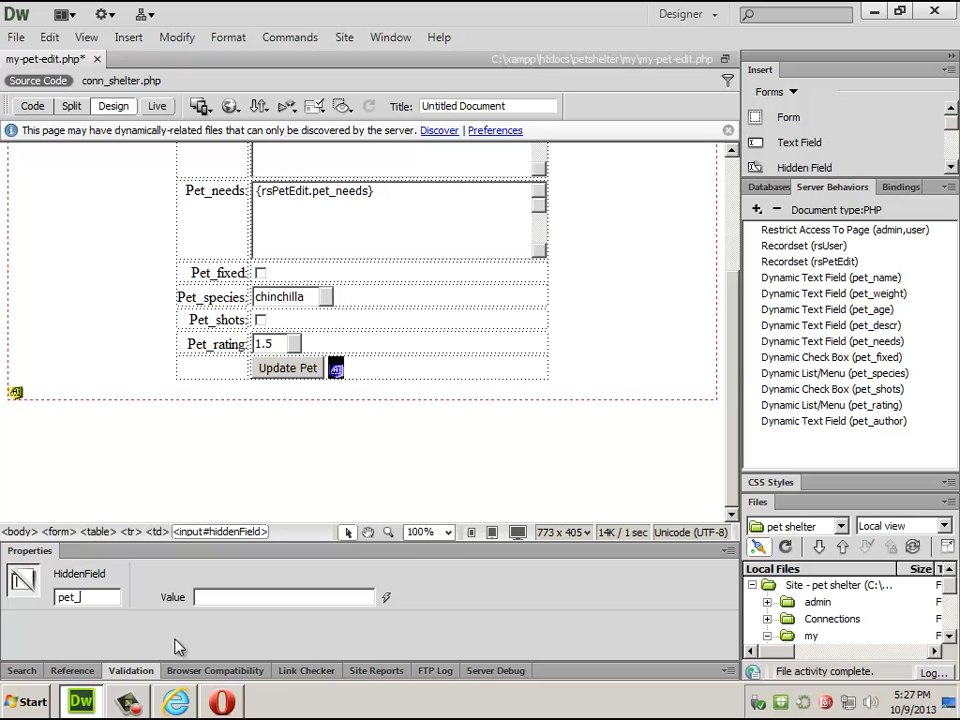 Dw
Designer
File Edit View Insert Modify Format Commands Site Window Help
my-pet-edit.php* × C:\xampp\htdocs\petshelter\my\my-pet-edit.php
Source Code conn_shelter.php
Code Split Design Live Title: Untitled Document
This page may have dynamically-related files that can only be discovered by the server. Discover | Preferences
Pet_needs: {rsPetEdit.pet_needs}
Pet_fixed:
Pet_species: chinchilla
Pet_shots:
Pet_rating: 1.5
Update Pet
<body> <form> <table> <tr> <td> <input#hiddenField>
100% 773 x 405 14K / 1 sec Unicode (UTF-8)
Properties
HiddenField
pet_ Value
Search Reference Validation Browser Compatibility Link Checker Site Reports FTP Log Server Debug
Insert
Forms
Form
Text Field
Hidden Field
Databases Server Behaviors Bindings
Document type:PHP
Restrict Access To Page (admin,user)
Recordset (rsUser)
Recordset (rsPetEdit)
Dynamic Text Field (pet_name)
Dynamic Text Field (pet_weight)
Dynamic Text Field (pet_age)
Dynamic Text Field (pet_descr)
Dynamic Text Field (pet_needs)
Dynamic Check Box (pet_fixed)
Dynamic List/Menu (pet_species)
Dynamic Check Box (pet_shots)
Dynamic List/Menu (pet_rating)
Dynamic Text Field (pet_author)
CSS Styles
Files
pet shelter Local view
Local Files Size T
Site - pet shelter (C:\... F
admin F
Connections F
my F
File activity complete. Log...
Start Dw 5:27 PM
10/9/2013